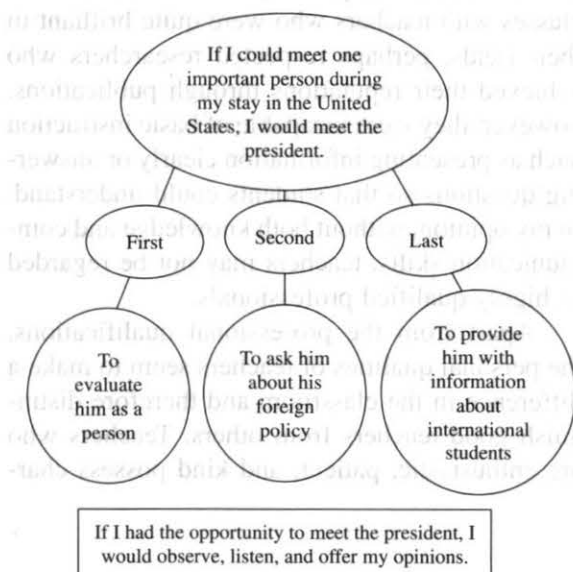 If I could meet one
important person during
my stay in the United
States, I would meet the
president.
First
Second
Last
To
evaluate
him as a
person
To ask him
about his
foreign
policy
To provide
him with
information
about
international
students
If I had the opportunity to meet the president, I
would observe, listen, and offer my opinions.